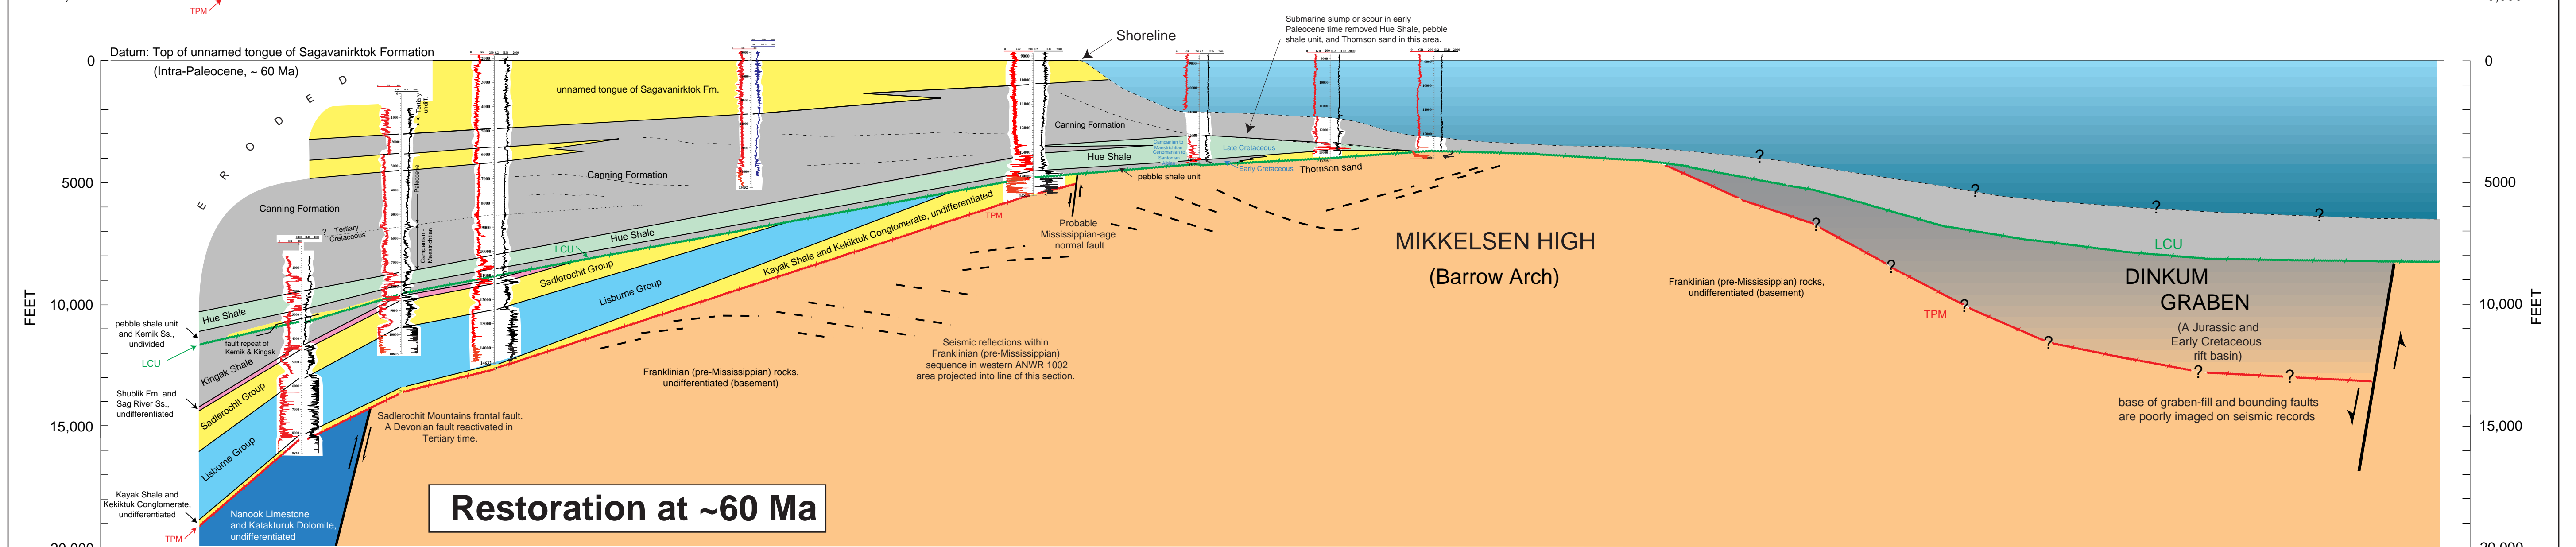 TPM
Datum: Top of unnamed tongue of Sagavanirktok Formation
(Intra-Paleocene, ~ 60 Ma)
Shoreline
Submarine slump or scour in early
Paleocene time removed Hue Shale, pebble
shale unit, and Thomson sand in this area.
0
5000
10,000
15,000
FEET
0
5000
10,000
15,000
20,000
FEET
E R O D E D
unnamed tongue of Sagavanirktok Fm.
Canning Formation
Canning Formation
Canning Formation
Tertiary
undiff.
Paleocene
Campanian -
Maastrichtian
? Tertiary
Cretaceous
Hue Shale
Hue Shale
Hue Shale
Late Cretaceous
Early Cretaceous
Thomson sand
pebble shale unit
LCU
Sadlerochit Group
Lisburne Group
Kayak Shale and Kekiktuk Conglomerate, undifferentiated
TPM
Probable
Mississippian-age
normal fault
MIKKELSEN HIGH
(Barrow Arch)
Franklinian (pre-Mississippian) rocks,
undifferentiated (basement)
? ? ? ?
LCU
DINKUM
GRABEN
(A Jurassic and
Early Cretaceous
rift basin)
TPM
? ? ? ? ? ?
base of graben-fill and bounding faults
are poorly imaged on seismic records
pebble shale unit
and Kemik Ss.,
undivided
LCU
fault repeat of
Kemik & Kingak
Kingak Shale
Shublik Fm. and
Sag River Ss.,
undifferentiated
Sadlerochit Group
Lisburne Group
Kayak Shale and
Kekiktuk Conglomerate,
undifferentiated
TPM
Nanook Limestone
and Katakturuk Dolomite,
undifferentiated
Sadlerochit Mountains frontal fault.
A Devonian fault reactivated in
Tertiary time.
Franklinian (pre-Mississippian) rocks,
undifferentiated (basement)
Seismic reflections within
Franklinian (pre-Mississippian)
sequence in western ANWR 1002
area projected into line of this section.
Restoration at ~60 Ma